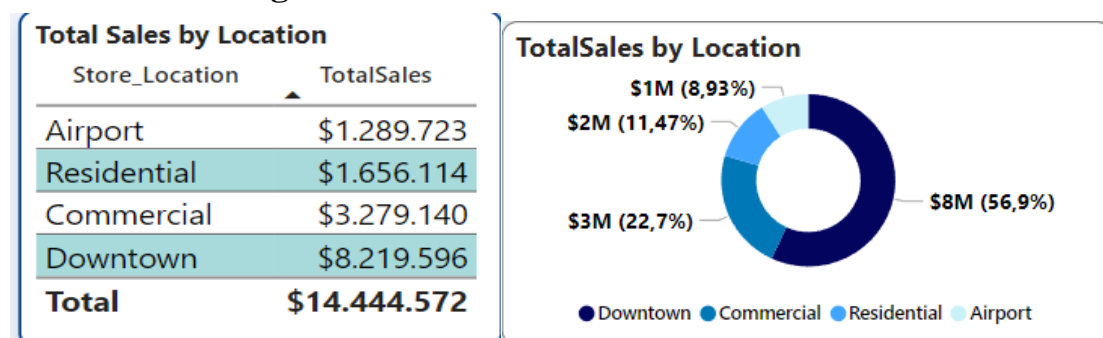 Total Sales by Location
Store_Location TotalSales
Airport $1.289.723
Residential $1.656.114
Commercial $3.279.140
Downtown $8.219.596
Total $14.444.572
TotalSales by Location
$1M (8,93%)
$2M (11,47%)
$3M (22,7%)
$8M (56,9%)
Downtown Commercial Residential Airport